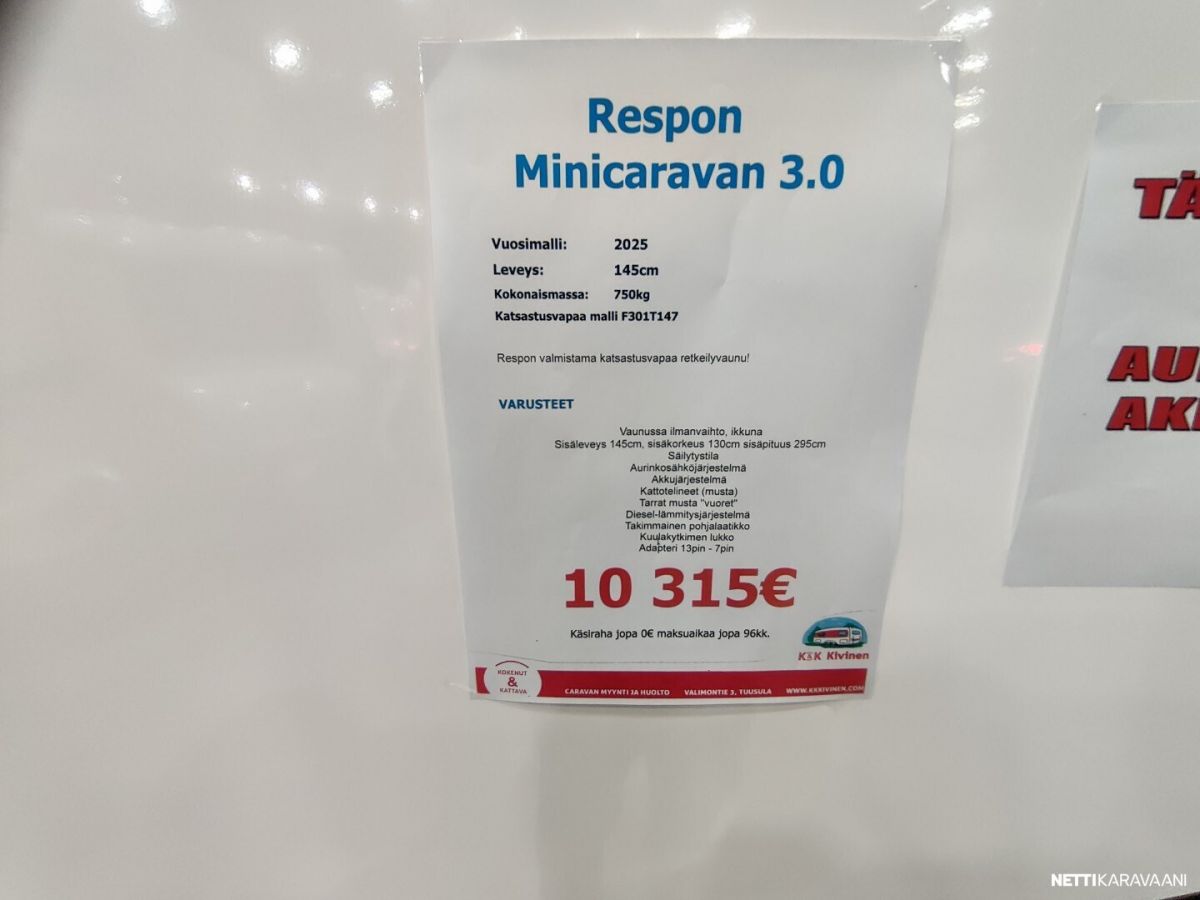 Respon
Minicaravan 3.0
Vuosimalli: 2025
Leveys: 145cm
Kokonaismassa: 750kg
Katsastusvapaa malli F301T147
Respon valmistama katsastusvapaa retkeilyvaunu!
VARUSTEET
Vaunussa ilmanvaihto, ikkuna
Sisäleveys 145cm, sisäkorkeus 130cm sisäpituus 295cm
Säilytystila
Aurinkosähköjärjestelmä
Akkujärjestelmä
Kattotelineet (musta)
Tarrat musta "vuoret"
Diesel-lämmitysjärjestelmä
Takimmainen pohjalaatikko
Kuulakytkimen lukko
Adapteri 13pin - 7pin
10 315€
Käsiraha jopa 0€ maksuaikaa jopa 96kk.
K&K Kivinen
KOKENUT
&
KATTAVA
CARAVAN MYYNTI JA HUOLTO VALIMONTIE 3, TUUSULA WWW.KKKIVINEN.COM
TÄ
AU
AK
NETTIKARAVAANI